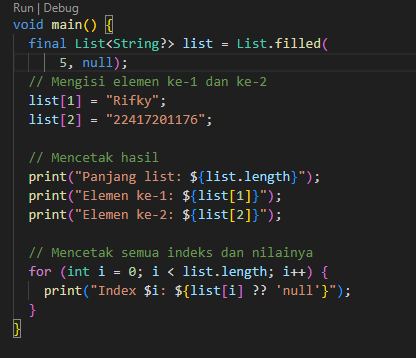 Run | Debug
void main() {
  final List<String?> list = List.filled(
      5, null);
  // Mengisi elemen ke-1 dan ke-2
  list[1] = "Rifky";
  list[2] = "22417201176";

  // Mencetak hasil
  print("Panjang list: ${list.length}");
  print("Elemen ke-1: ${list[1]}");
  print("Elemen ke-2: ${list[2]}");

  // Mencetak semua indeks dan nilainya
  for (int i = 0; i < list.length; i++) {
    print("Index $i: ${list[i] ?? 'null'}");
  }
}